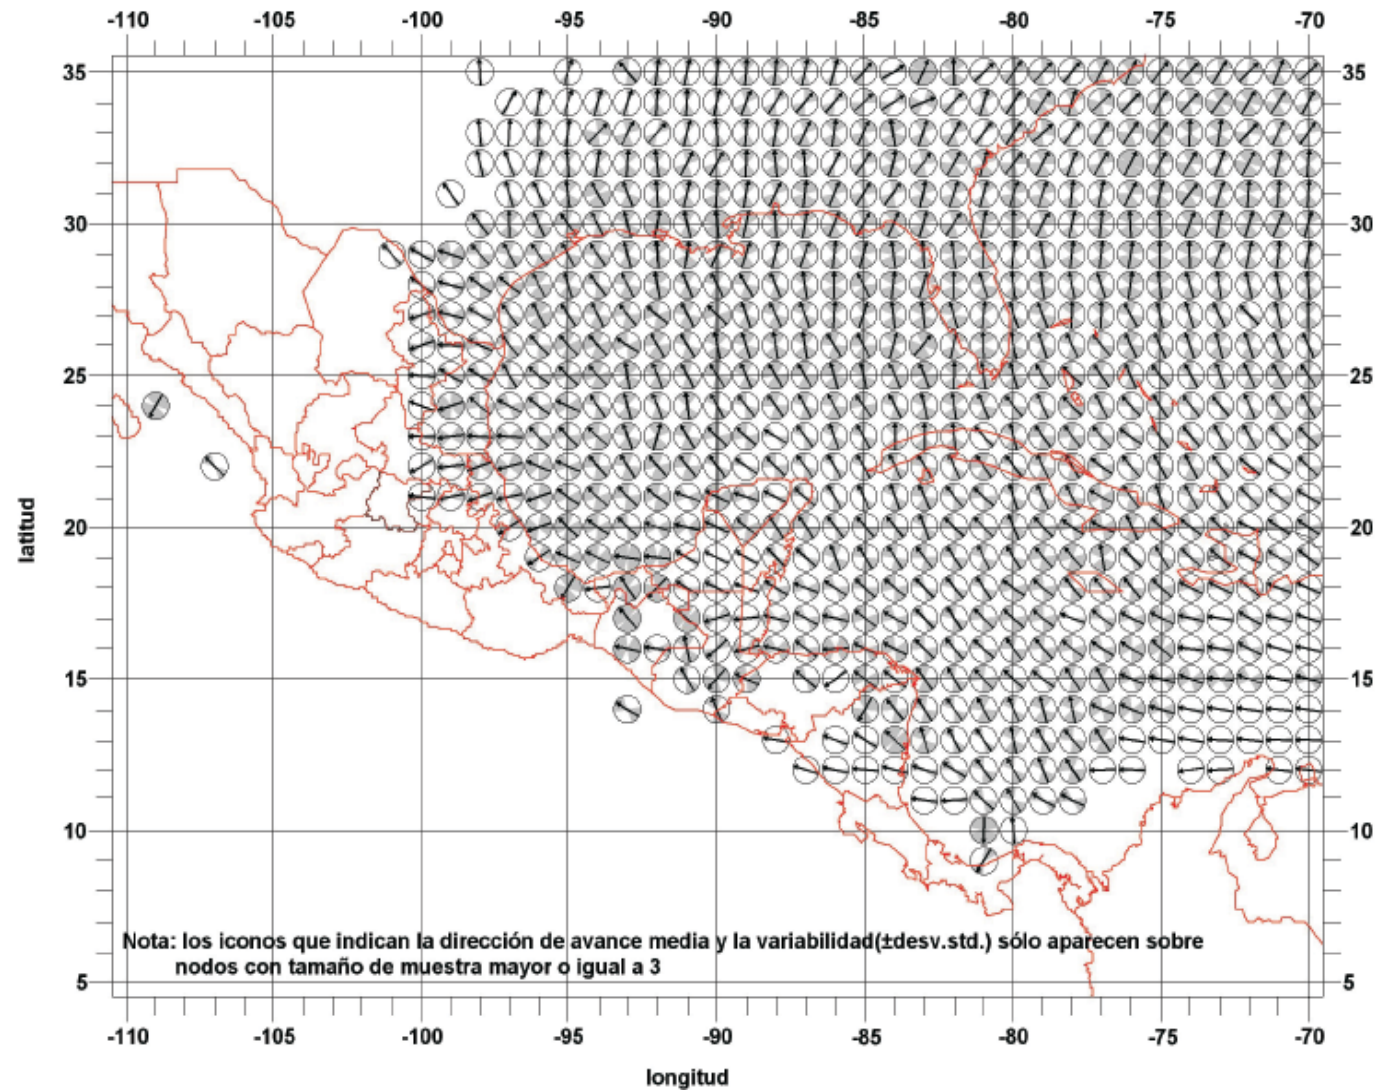 -110 -105 -100 -95 -90 -85 -80 -75 -70
35 35
30 30
25 25
20 20
15 15
10 10
5 5
latitud
Nota: los iconos que indican la dirección de avance media y la variabilidad(±desv.std.) sólo aparecen sobre
nodos con tamaño de muestra mayor o igual a 3
-110 -105 -100 -95 -90 -85 -80 -75 -70
longitud